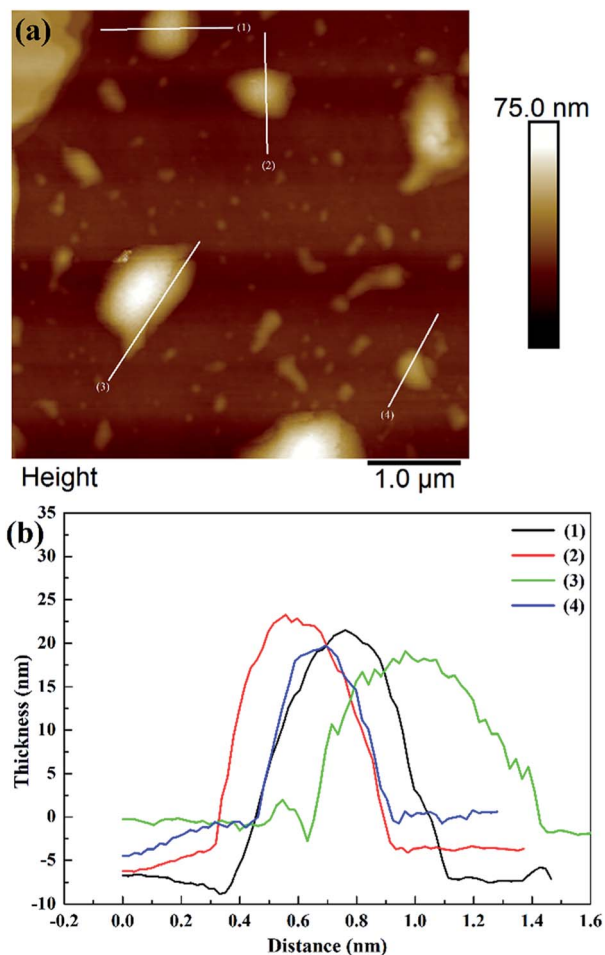 (a)
(1)
(2)
(3)
(4)
75.0 nm
Height
1.0 µm
(b)
35
30
25
20
15
10
5
0
-5
-10
Thickness (nm)
(1)
(2)
(3)
(4)
-0.2 0.0 0.2 0.4 0.6 0.8 1.0 1.2 1.4 1.6
Distance (nm)